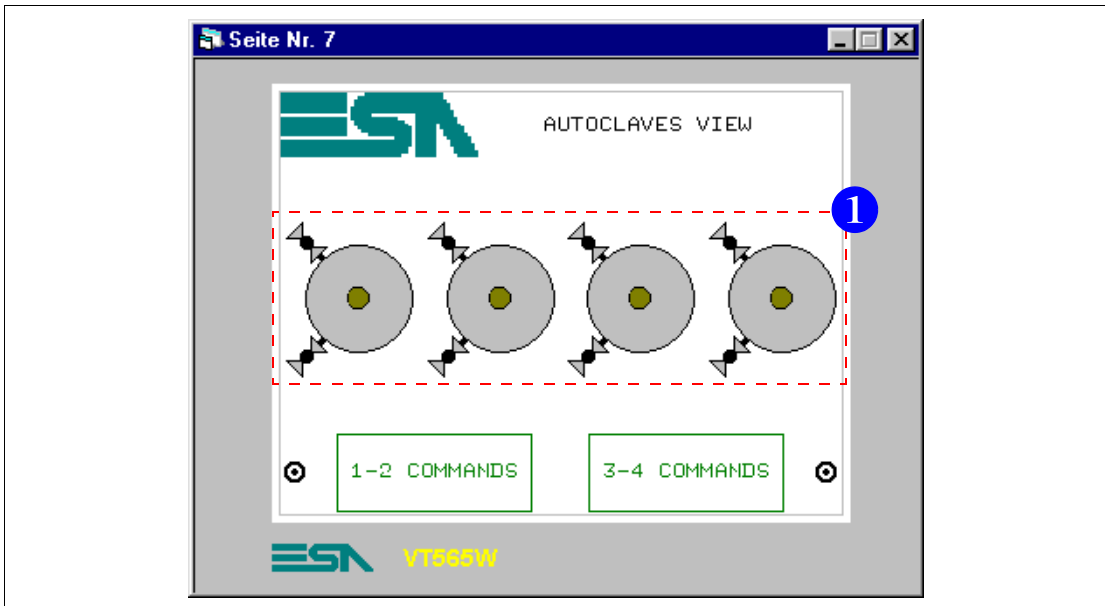 Seite Nr. 7
ESA
AUTOCLAVES VIEW
1
1-2 COMMANDS
3-4 COMMANDS
ESA
VT565W